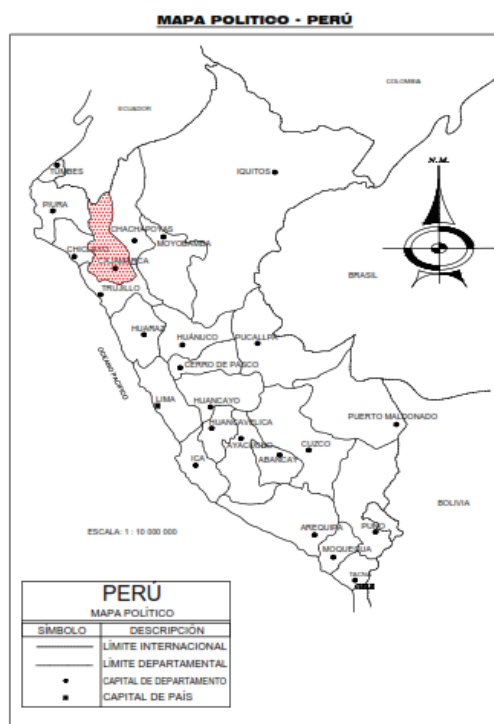 MAPA POLITICO - PERÚ
COLOMBIA
ECUADOR
TUMBES
IQUITOS
N.M.
PIURA
CHACHAPOYAS
MOYOBAMBA
CHICLAYO
CAJAMARCA
BRASIL
TRUJILLO
HUARAZ
HUÁNUCO
PUCALLPA
OCEANO PACIFICO
CERRO DE PASCO
LIMA
HUANCAYO
PUERTO MALDONADO
HUANCAVELICA
AYACUCHO
CUZCO
ICA
ABANCAY
BOLIVIA
ESCALA: 1 : 10 000 000
AREQUIPA
PUNO
MOQUEGUA
TACNA
CHILE
PERÚ
MAPA POLÍTICO
SÍMBOLO DESCRIPCIÓN
LÍMITE INTERNACIONAL
LÍMITE DEPARTAMENTAL
CAPITAL DE DEPARTAMENTO
CAPITAL DE PAÍS